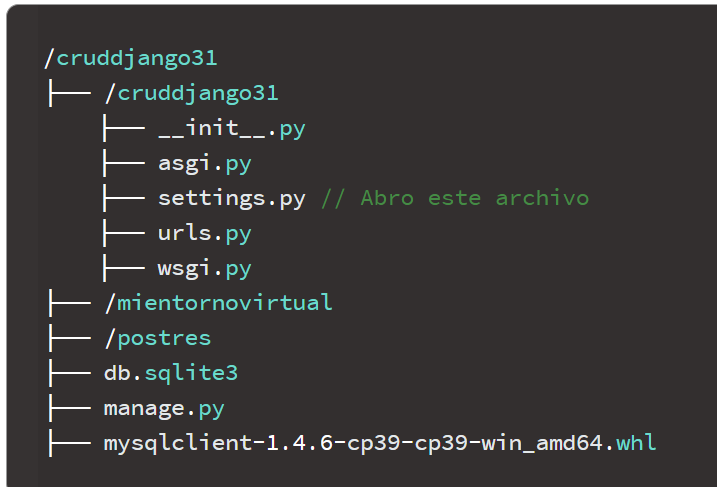 /cruddjango31
├── /cruddjango31
    ├── __init__.py
    ├── asgi.py
    ├── settings.py // Abro este archivo
    ├── urls.py
    ├── wsgi.py
├── /mientornovirtual
├── /postres
├── db.sqlite3
├── manage.py
├── mysqlclient-1.4.6-cp39-cp39-win_amd64.whl